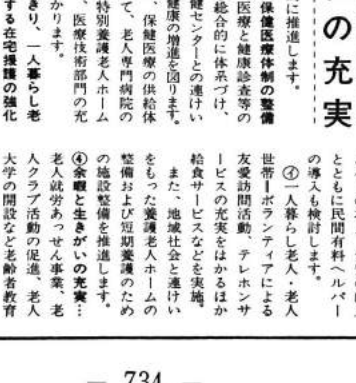 の充実
に推進します。
保健医療体制の整備
医療と健康診査等の
総合的に体系づけ、
健センターとの連けい
健康の増進を図ります。
、保健医療の供給体
て、老人専門病院の
特別養護老人ホーム
、医療技術部門の充
かります。
きり、一人暮らし老
する在宅援護の強化
とともに民間有料ヘルパー
の導入も検討します。
㋑一人暮らし老人・老人
世帯‖ボランティアによる
友愛訪問活動、テレホンサ
ービスの充実をはかるほか
給食サービスなどを実施。
また、地域社会と連けい
をもった養護老人ホームの
整備および短期養護のため
の施設整備を推進します。
④余暇と生きがいの充実…
老人就労あっせん事業、老
人クラブ活動の促進、老人
大学の開設など老齢者教育
— 734 —